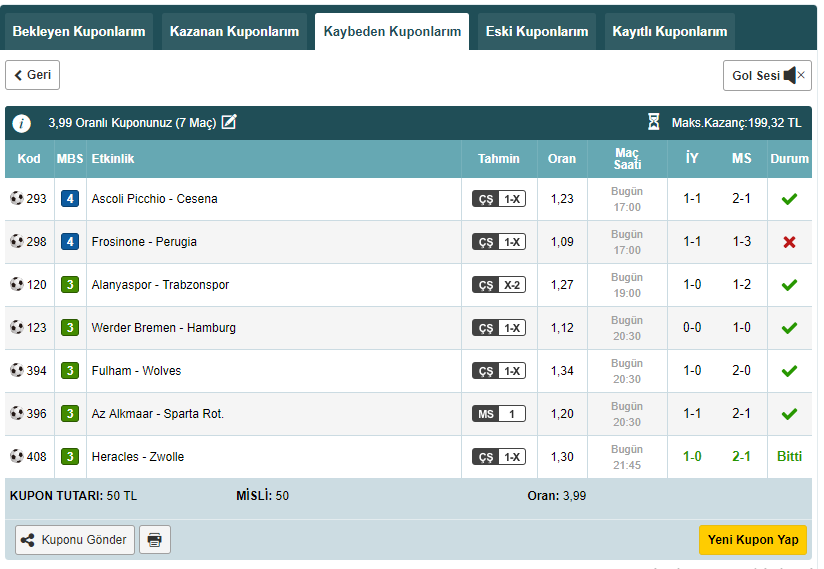 Bekleyen Kuponlarım Kazanan Kuponlarım Kaybeden Kuponlarım Eski Kuponlarım Kayıtlı Kuponlarım
Geri Gol Sesi
3,99 Oranlı Kuponunuz (7 Maç) Maks.Kazanç:199,32 TL
Kod MBS Etkinlik Tahmin Oran Maç Saati İY MS Durum
293 4 Ascoli Picchio - Cesena ÇŞ 1-X 1,23 Bugün 17:00 1-1 2-1
298 4 Frosinone - Perugia ÇŞ 1-X 1,09 Bugün 17:00 1-1 1-3
120 3 Alanyaspor - Trabzonspor ÇŞ X-2 1,27 Bugün 19:00 1-0 1-2
123 3 Werder Bremen - Hamburg ÇŞ 1-X 1,12 Bugün 20:30 0-0 1-0
394 3 Fulham - Wolves ÇŞ 1-X 1,34 Bugün 20:30 1-0 2-0
396 3 Az Alkmaar - Sparta Rot. MS 1 1,20 Bugün 20:30 1-1 2-1
408 3 Heracles - Zwolle ÇŞ 1-X 1,30 Bugün 21:45 1-0 2-1 Bitti
KUPON TUTARI: 50 TL MİSLİ: 50 Oran: 3,99
Kuponu Gönder Yeni Kupon Yap